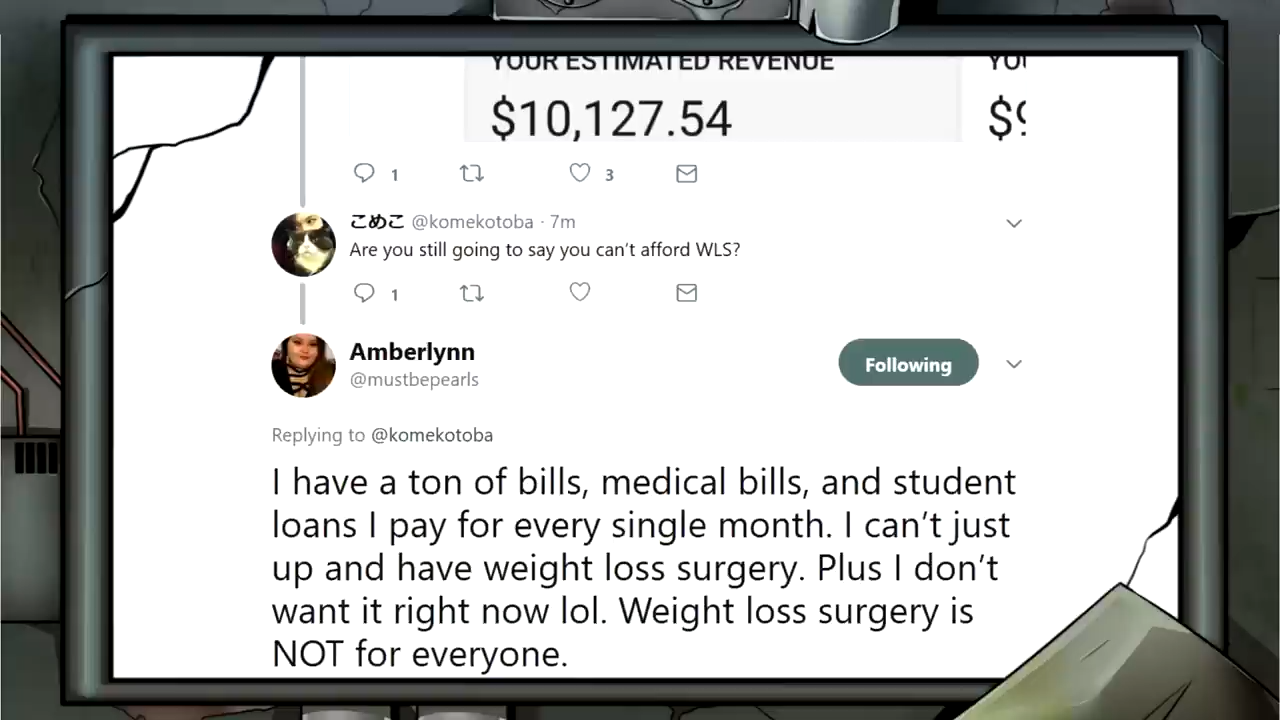 YOUR ESTIMATED REVENUE
$10,127.54
1
3
こめこ @komekotoba · 7m
Are you still going to say you can't afford WLS?
1
Amberlynn
@mustbepearls
Following
Replying to @komekotoba
I have a ton of bills, medical bills, and student
loans I pay for every single month. I can't just
up and have weight loss surgery. Plus I don't
want it right now lol. Weight loss surgery is
NOT for everyone.